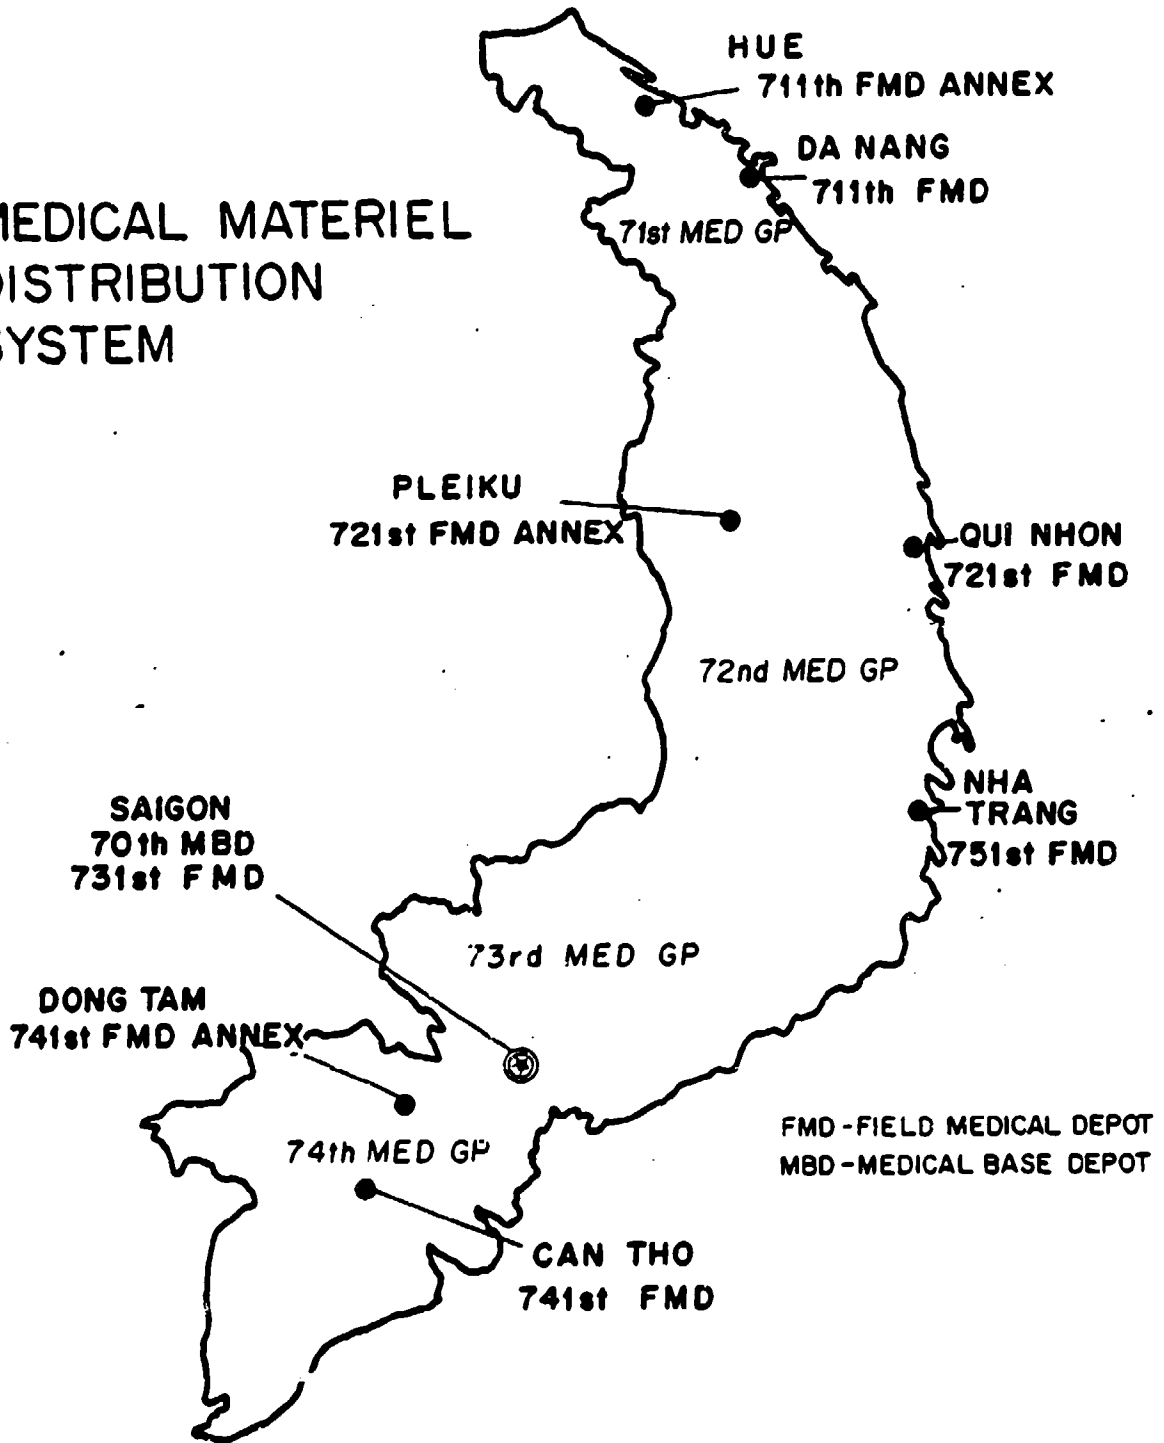 HUE
711th FMD ANNEX
DA NANG
711th FMD
71st MED GP
MEDICAL MATERIEL
DISTRIBUTION
SYSTEM
PLEIKU
721st FMD ANNEX
QUI NHON
721st FMD
72nd MED GP
NHA
TRANG
751st FMD
SAIGON
70th MBD
731st FMD
73rd MED GP
DONG TAM
741st FMD ANNEX
74th MED GP
CAN THO
741st FMD
FMD-FIELD MEDICAL DEPOT
MBD-MEDICAL BASE DEPOT